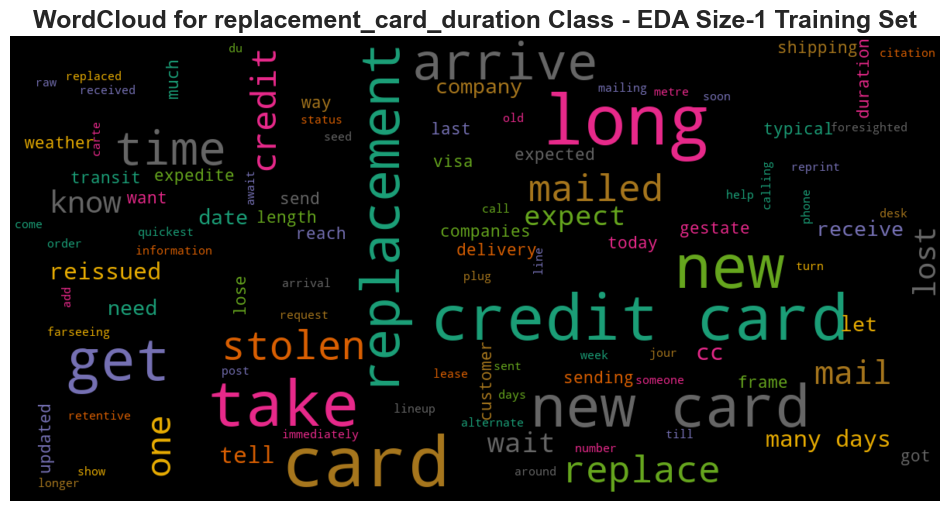 WordCloud for replacement_card_duration Class - EDA Size-1 Training Set
du
raw
replaced
received
much
credit
way
status
seed
replacement
arrive
company
mailing
metre
soon
shipping
duration
citation
weather
carte
time
last
old
long
typical
foresighted
visa
expected
transit
expedite
await
send
mailed
help
calling
reprint
phone
know
want
date
length
reach
call
expect
companies
today
gestate
receive
desk
come
order
quickest
information
delivery
line
lost
reissued
add
need
lose
arrival
plug
new
turn
farseeing
request
credit card
let
get
stolen
post
customer
sent
week
jour
cc
lease
sending
someone
frame
mail
retentive
take
lineup
days
alternate
new card
updated
one
immediately
wait
number
till
many days
show
longer
tell
card
around
replace
got